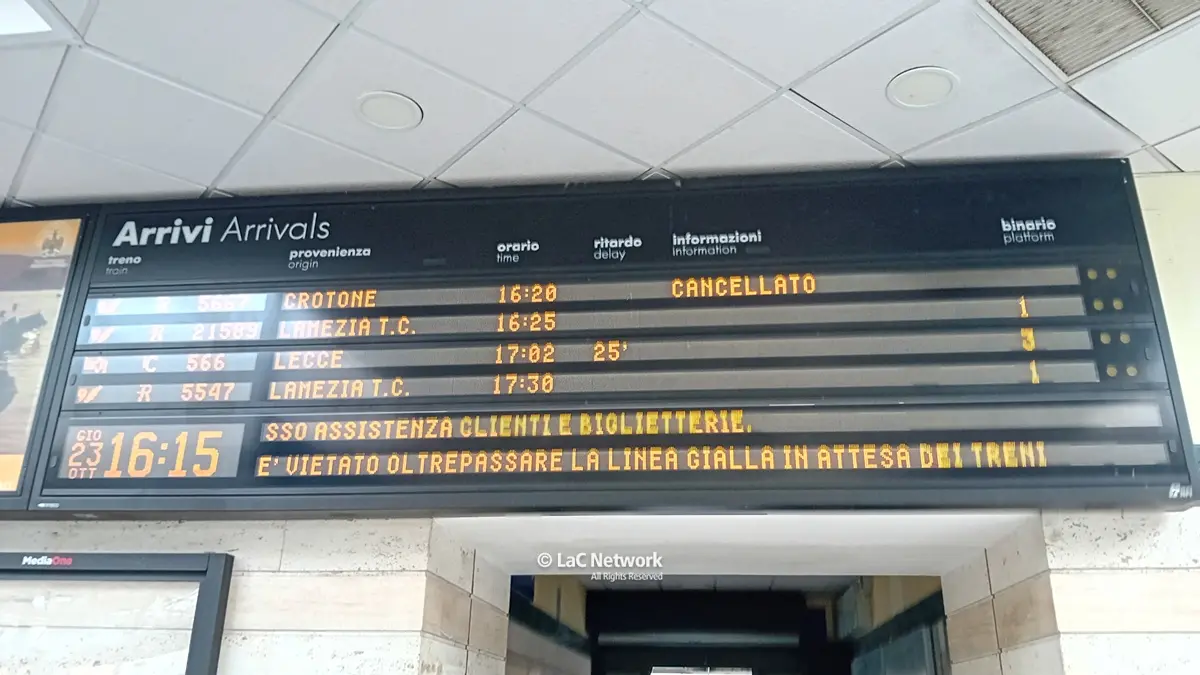 Arrivi Arrivals
treno provenienza orario ritardo informazioni binario
train origin time delay information platform
R 5667 CROTONE 16:20 CANCELLATO
R 21589 LAMEZIA T.C. 16:25 1
C 566 LECCE 17:02 25' 3
R 5547 LAMEZIA T.C. 17:30 1
GIO 23 OTT 16:15
SSO ASSISTENZA CLIENTI E BIGLIETTERIE.
E' VIETATO OLTREPASSARE LA LINEA GIALLA IN ATTESA DEI TRENI
MediaOne
© LaC Network
All Rights Reserved